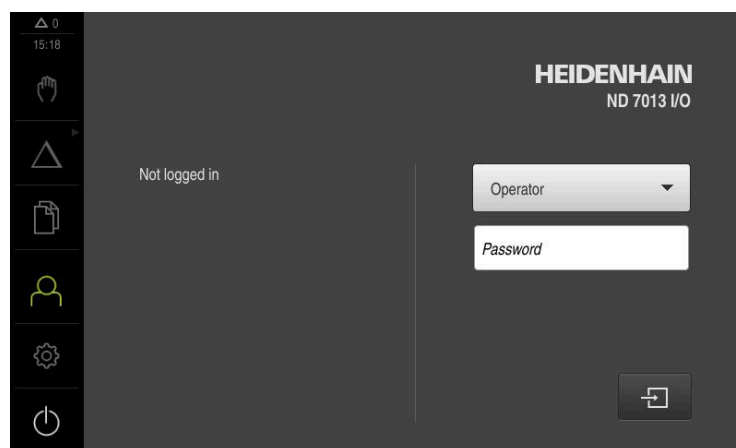 0
15:18
HEIDENHAIN
ND 7013 I/O
Not logged in
Operator
Password